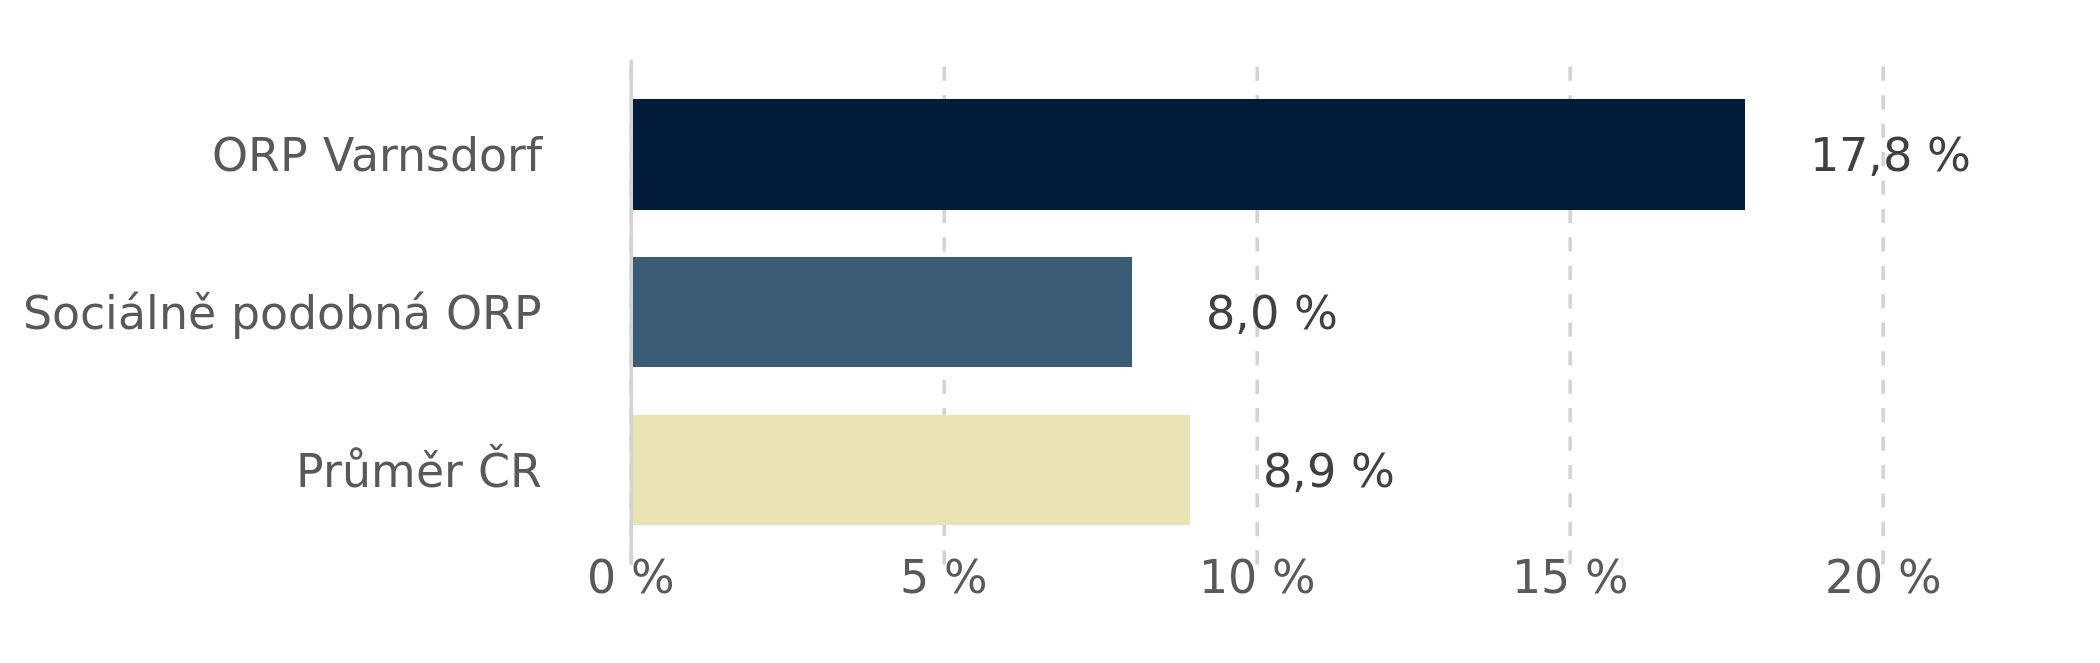 ORP Varnsdorf
17,8 %
Sociálně podobná ORP
8,0 %
Průměr ČR
8,9 %
0 %
5 %
10 %
15 %
20 %